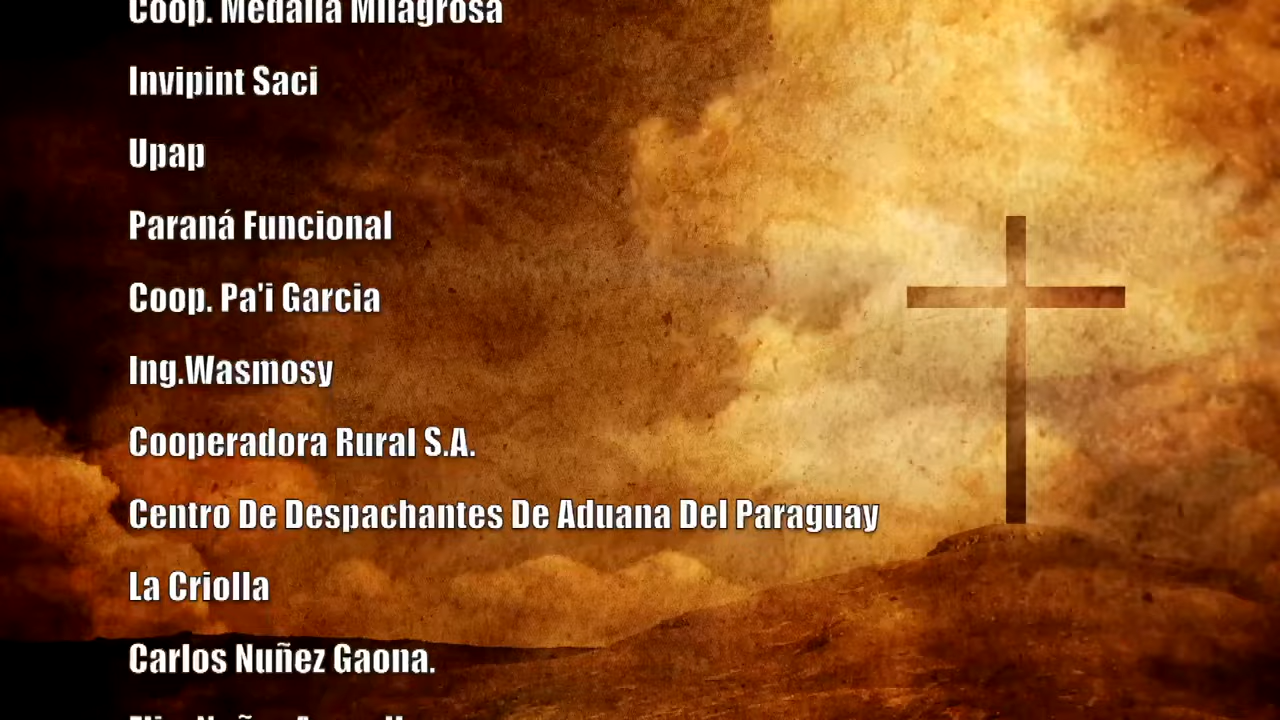 Coop. Medalla Milagrosa
Invipint Saci
Upap
Paraná Funcional
Coop. Pa'i Garcia
Ing.Wasmosy
Cooperadora Rural S.A.
Centro De Despachantes De Aduana Del Paraguay
La Criolla
Carlos Nuñez Gaona.